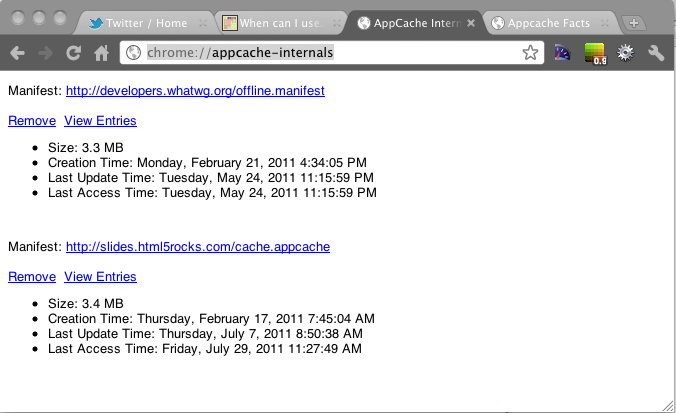 Twitter / Home
When can I use...
AppCache Intern
Appcache Facts
chrome://appcache-internals
0.9
Manifest: http://developers.whatwg.org/offline.manifest
Remove View Entries
Size: 3.3 MB
Creation Time: Monday, February 21, 2011 4:34:05 PM
Last Update Time: Tuesday, May 24, 2011 11:15:59 PM
Last Access Time: Tuesday, May 24, 2011 11:15:59 PM
Manifest: http://slides.html5rocks.com/cache.appcache
Remove View Entries
Size: 3.4 MB
Creation Time: Thursday, February 17, 2011 7:45:04 AM
Last Update Time: Thursday, July 7, 2011 8:50:38 AM
Last Access Time: Friday, July 29, 2011 11:27:49 AM